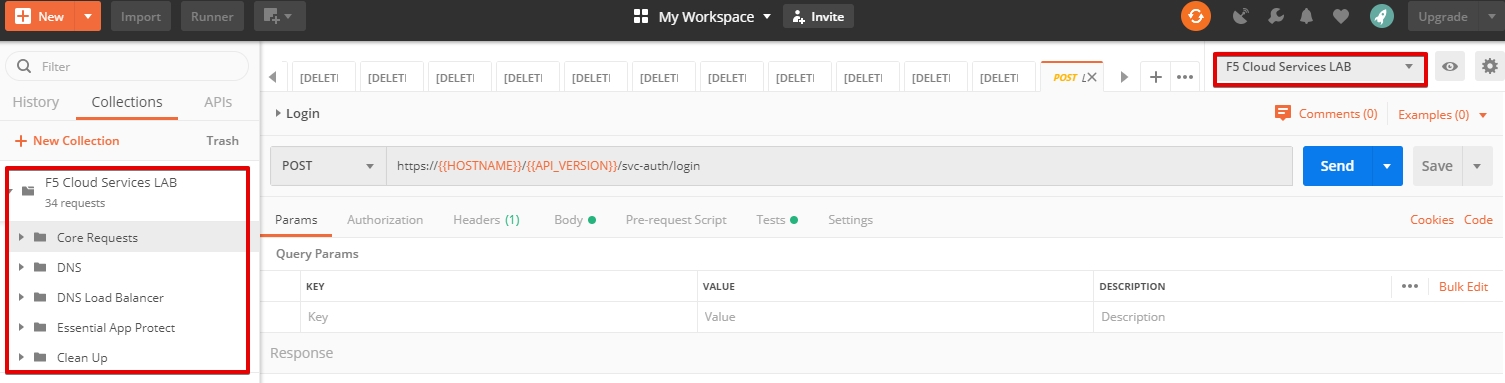 New Import Runner My Workspace Invite Upgrade
Filter
[DELETI [DELETI [DELETI [DELETI [DELETI [DELETI [DELETI [DELETI [DELETI [DELETI [DELETI POST L F5 Cloud Services LAB
History Collections APIs
Login Comments (0) Examples (0)
New Collection Trash
POST https://{{HOSTNAME}}/{{API_VERSION}}/svc-auth/login Send Save
F5 Cloud Services LAB
34 requests
Params Authorization Headers (1) Body Pre-request Script Tests Settings Cookies Code
Core Requests
Query Params
DNS
KEY VALUE DESCRIPTION Bulk Edit
DNS Load Balancer
Key Value Description
Essential App Protect
Response
Clean Up